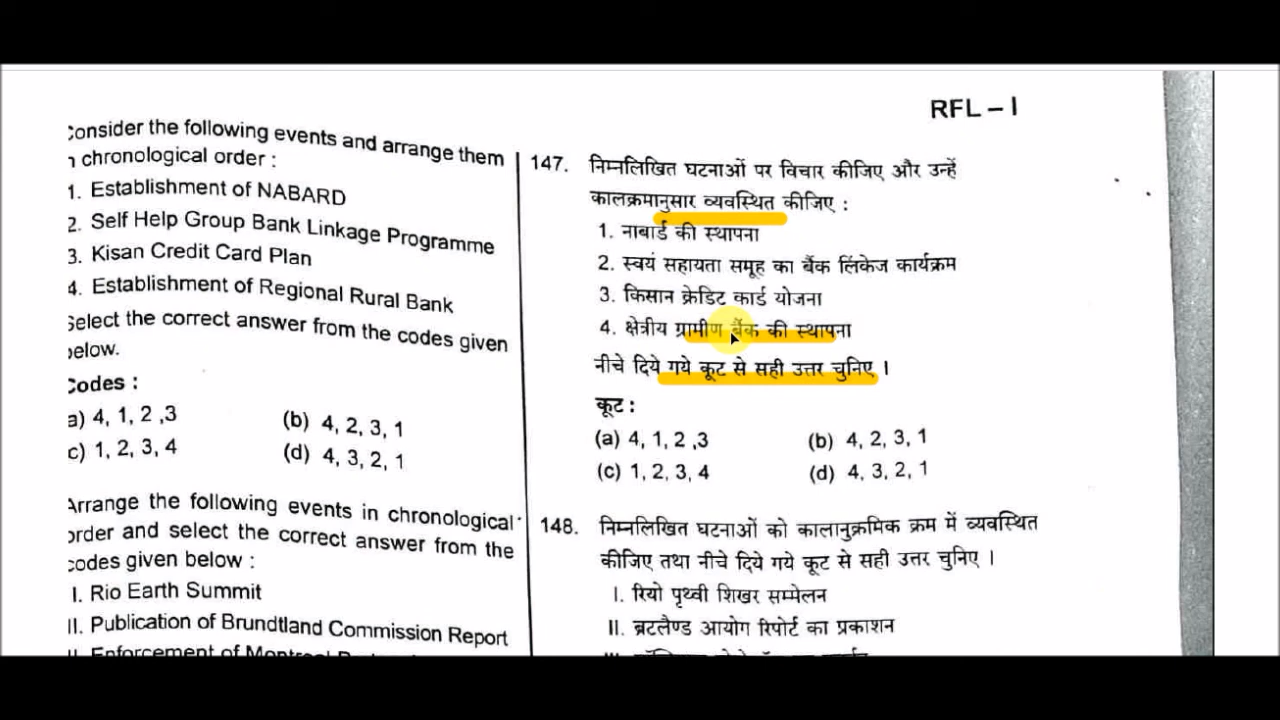 RFL – I
Consider the following events and arrange them
n chronological order :
1. Establishment of NABARD
2. Self Help Group Bank Linkage Programme
3. Kisan Credit Card Plan
4. Establishment of Regional Rural Bank
Select the correct answer from the codes given
below.
Codes :
a) 4, 1, 2 ,3
(b) 4, 2, 3, 1
c) 1, 2, 3, 4
(d) 4, 3, 2, 1
Arrange the following events in chronological
order and select the correct answer from the
codes given below :
I. Rio Earth Summit
II. Publication of Brundtland Commission Report
Enforcement of
147. निम्नलिखित घटनाओं पर विचार कीजिए और उन्हें
कालक्रमानुसार व्यवस्थित कीजिए :
1. नाबार्ड की स्थापना
2. स्वयं सहायता समूह का बैंक लिंकेज कार्यक्रम
3. किसान क्रेडिट कार्ड योजना
4. क्षेत्रीय ग्रामीण बैंक की स्थापना
नीचे दिये गये कूट से सही उत्तर चुनिए ।
कूट :
(a) 4, 1, 2 ,3
(b) 4, 2, 3, 1
(c) 1, 2, 3, 4
(d) 4, 3, 2, 1
148. निम्नलिखित घटनाओं को कालानुक्रमिक क्रम में व्यवस्थित
कीजिए तथा नीचे दिये गये कूट से सही उत्तर चुनिए ।
I. रियो पृथ्वी शिखर सम्मेलन
II. ब्रटलैण्ड आयोग रिपोर्ट का प्रकाशन